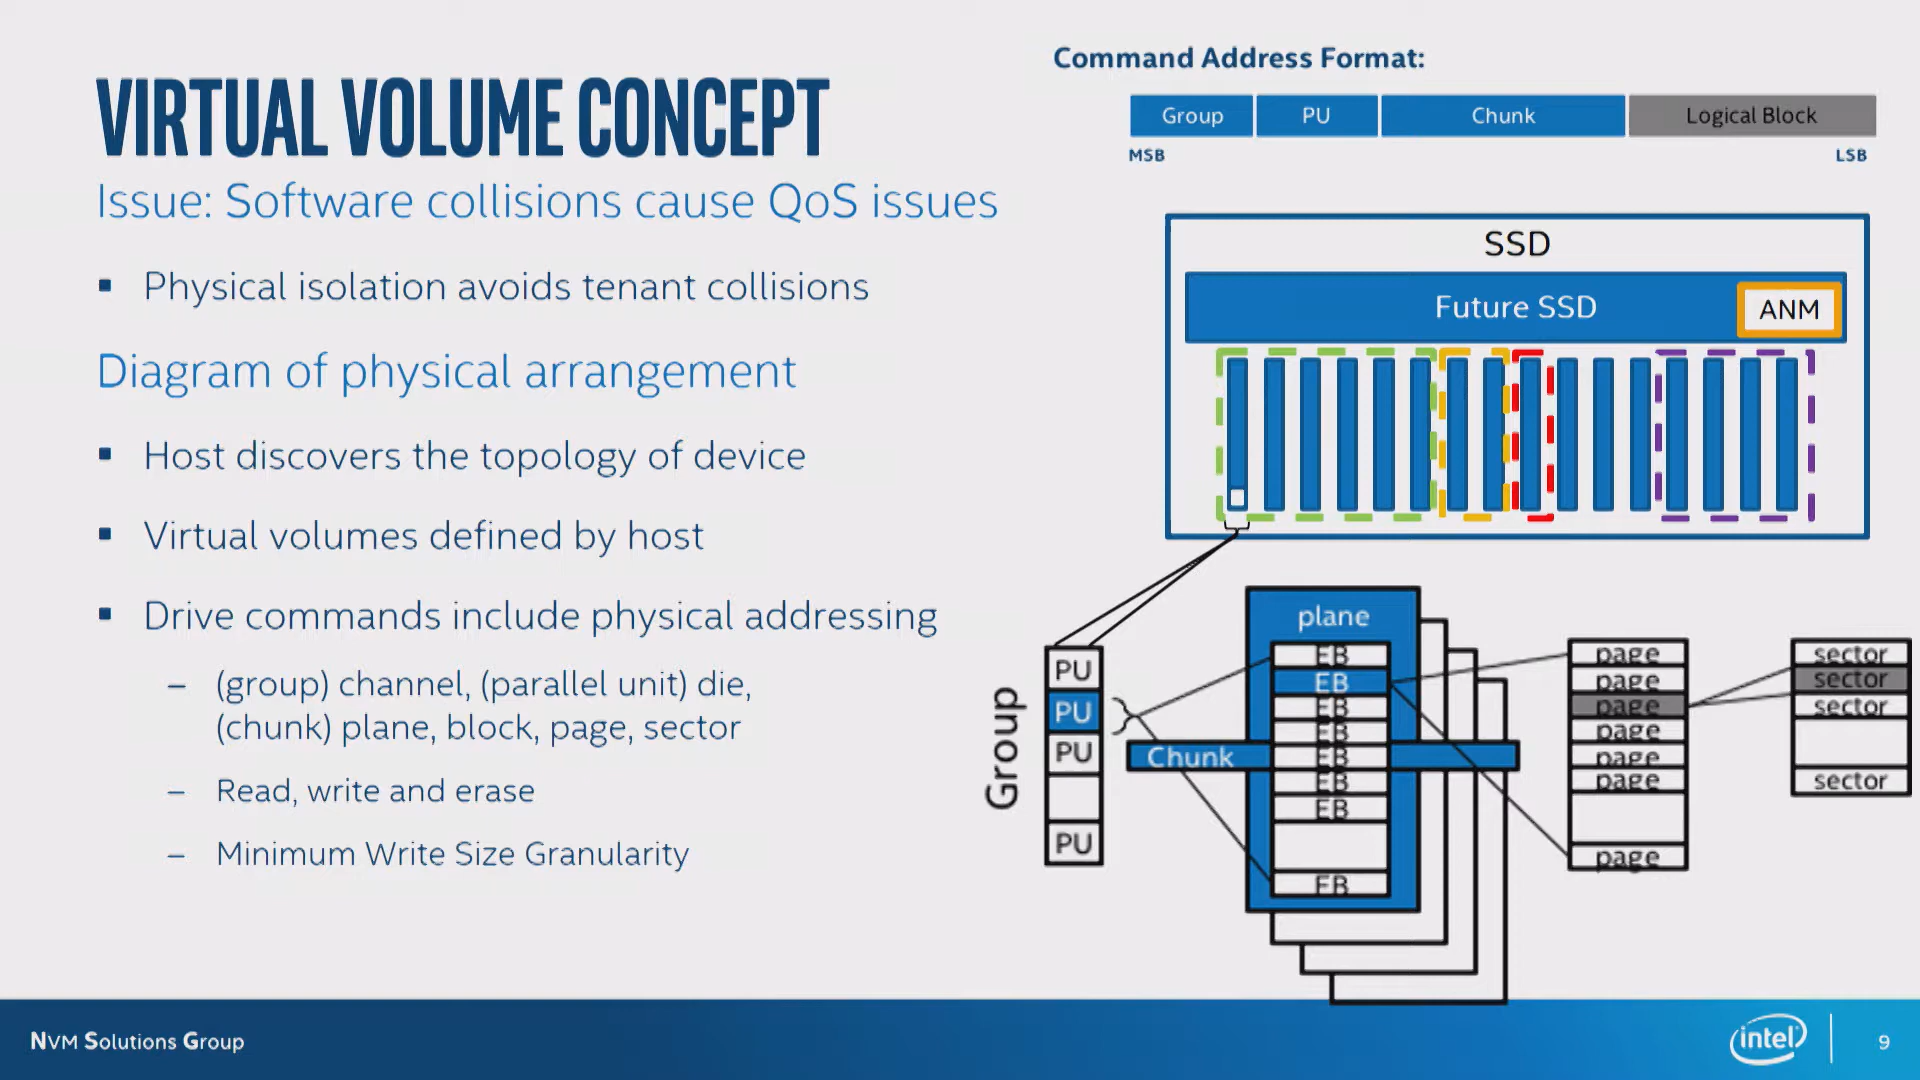 VIRTUAL VOLUME CONCEPT
Issue: Software collisions cause QoS issues
▪ Physical isolation avoids tenant collisions
Diagram of physical arrangement
▪ Host discovers the topology of device
▪ Virtual volumes defined by host
▪ Drive commands include physical addressing
– (group) channel, (parallel unit) die,
(chunk) plane, block, page, sector
– Read, write and erase
– Minimum Write Size Granularity
Command Address Format:
Group PU Chunk Logical Block
MSB LSB
SSD
Future SSD ANM
Group
PU
PU
PU
PU
plane
EB
EB
EB
EB
Chunk EB
EB
EB
EB
page
page
page
page
page
page
page
sector
sector
sector
sector
NVM Solutions Group
intel
9